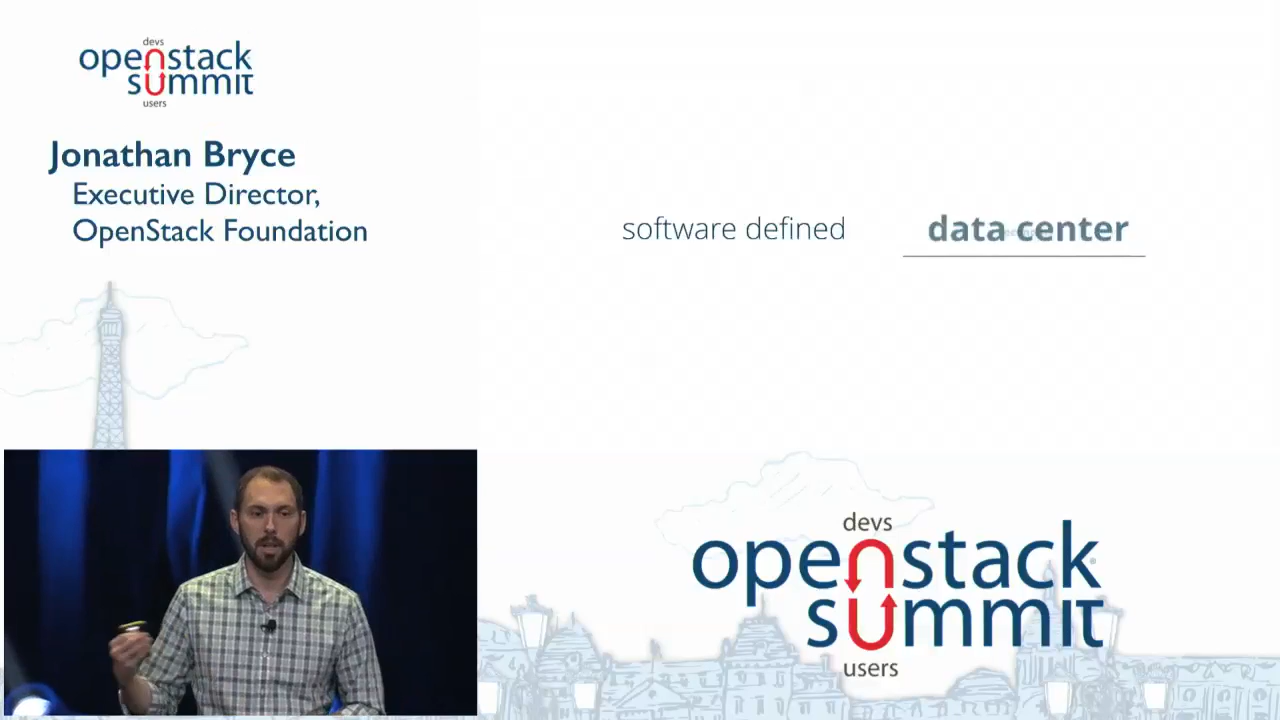 devs
openstack
summit
users
Jonathan Bryce
Executive Director,
OpenStack Foundation
software defined data center
devs
openstack
summit
users